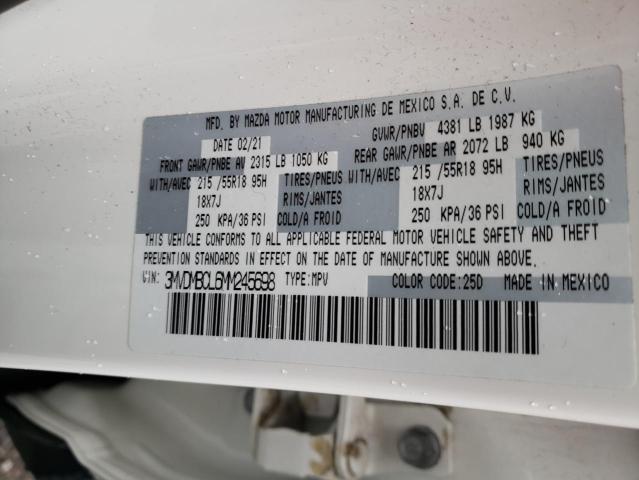 MFD. BY MAZDA MOTOR MANUFACTURING DE MEXICO S.A. DE C.V.
DATE 02/21 GVWR/PNBV 4381 LB 1987 KG
FRONT GAWR/PNBE AV 2315 LB 1050 KG REAR GAWR/PNBE AR 2072 LB 940 KG
WITH/AVEC 215 /55R18 95H TIRES/PNEUS WITH/AVEC 215 /55R18 95H TIRES/PNEUS
18X7J RIMS/JANTES 18X7J RIMS/JANTES
250 KPA/36 PSI COLD/A FROID 250 KPA/36 PSI COLD/A FROID
THIS VEHICLE CONFORMS TO ALL APPLICABLE FEDERAL MOTOR VEHICLE SAFETY AND THEFT
PREVENTION STANDARDS IN EFFECT ON THE DATE OF MANUFACTURE SHOWN ABOVE.
VIN: 3MVDMBCL6MM245698 TYPE:MPV COLOR CODE:25D MADE IN MEXICO